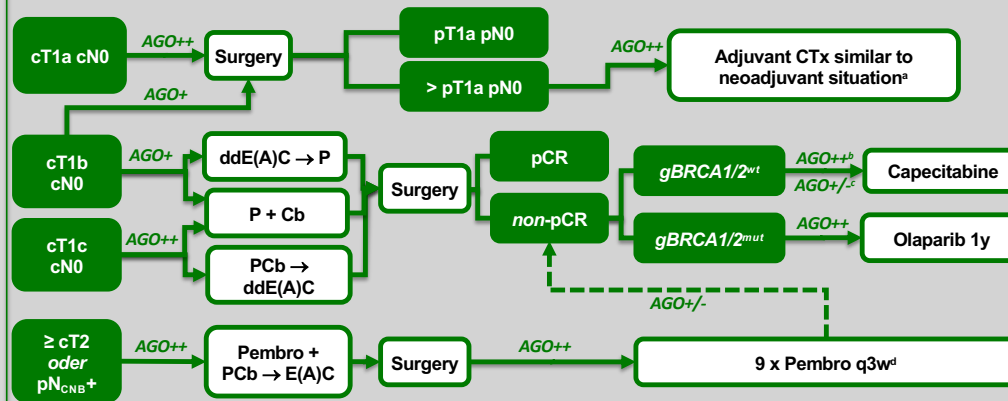 cT1a cN0
AGO++
Surgery
pT1a pN0
> pT1a pN0
AGO++
Adjuvant CTx similar to
neoadjuvant situationᵃ
AGO+
cT1b
cN0
AGO+
ddE(A)C → P
P + Cb
cT1c
cN0
AGO++
PCb →
ddE(A)C
Surgery
pCR
non-pCR
gBRCA1/2ʷᵗ
AGO++ᵇ
AGO+/-ᶜ
Capecitabine
gBRCA1/2ᵐᵘᵗ
AGO++
Olaparib 1y
AGO+/-
≥ cT2
oder
pN_CNB+
AGO++
Pembro +
PCb → E(A)C
Surgery
AGO++
9 x Pembro q3wᵈ